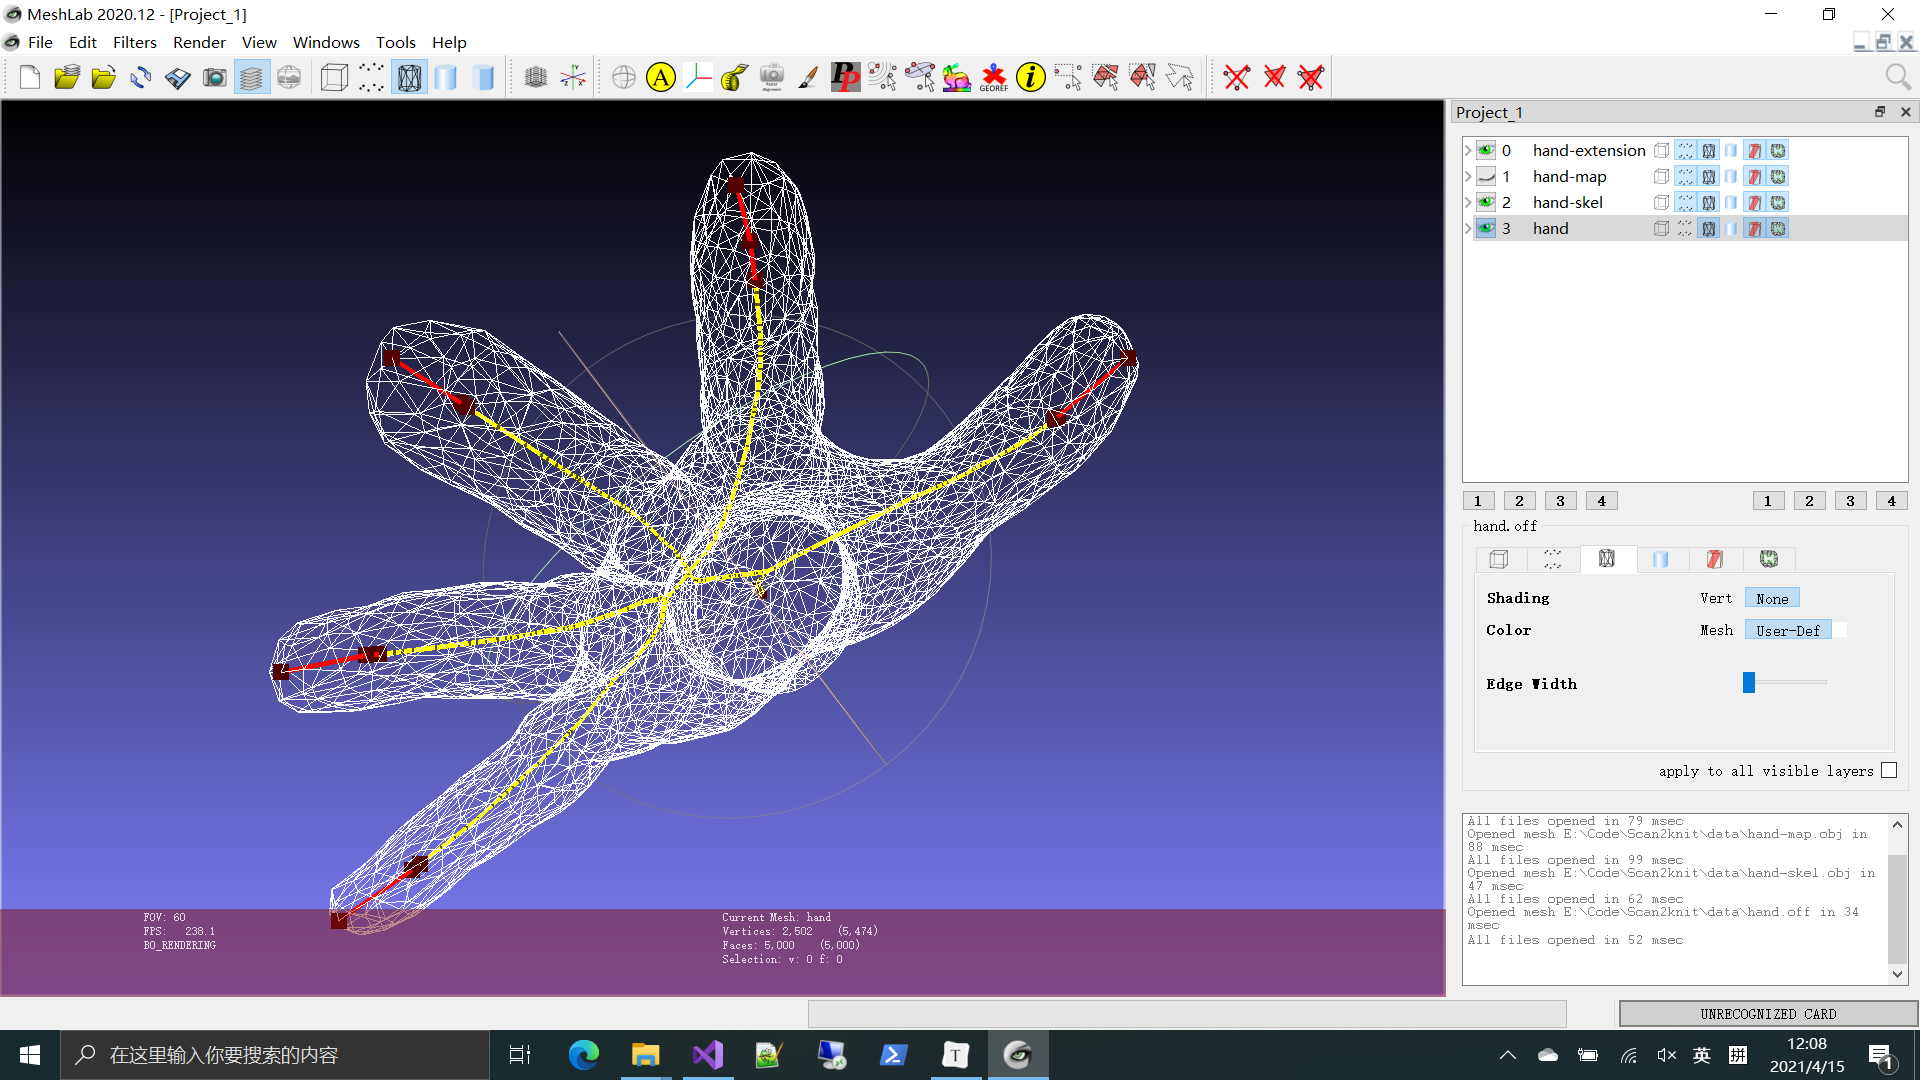 MeshLab 2020.12 - [Project_1]
File Edit Filters Render View Windows Tools Help
A
PP
GEOREF
i
Project_1
0 hand-extension
1 hand-map
2 hand-skel
3 hand
1 2 3 4 1 2 3 4
hand.off
Shading Vert None
Color Mesh User-Def
Edge Width
apply to all visible layers
All files opened in 79 msec
Opened mesh E:\Code\Scan2knit\data\hand-map.obj in
88 msec
All files opened in 99 msec
Opened mesh E:\Code\Scan2knit\data\hand-skel.obj in
47 msec
All files opened in 62 msec
Opened mesh E:\Code\Scan2knit\data\hand.off in 34
msec
All files opened in 52 msec
FOV: 60
FPS: 238.1
BO_RENDERING
Current Mesh: hand
Vertices: 2,502 (5,474)
Faces: 5,000 (5,000)
Selection: v: 0 f: 0
UNRECOGNIZED CARD
在这里输入你要搜索的内容
T
英
拼
12:08
2021/4/15
1